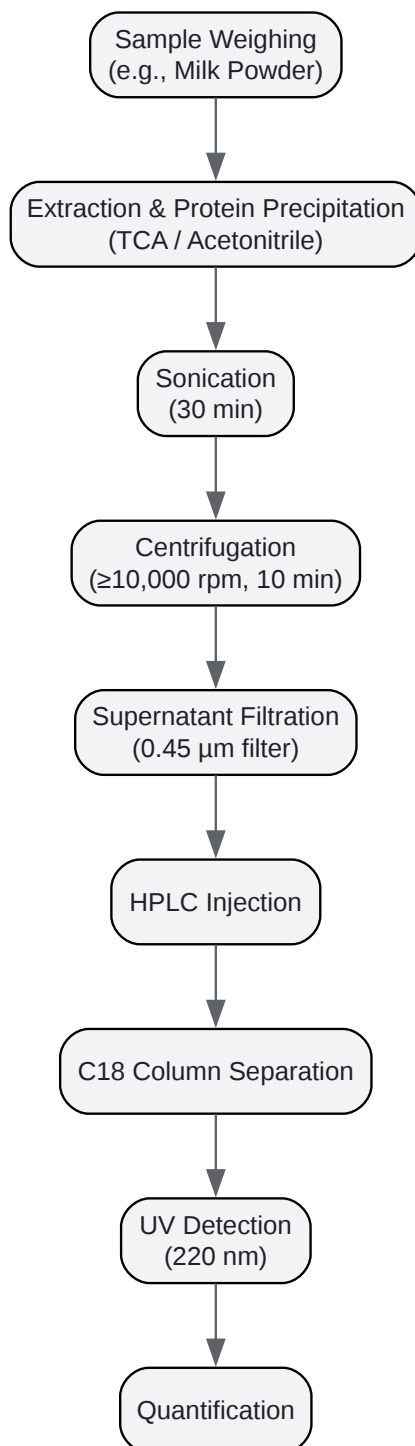 Sample Weighing
(e.g., Milk Powder)
Extraction & Protein Precipitation
(TCA / Acetonitrile)
Sonication
(30 min)
Centrifugation
(≥10,000 rpm, 10 min)
Supernatant Filtration
(0.45 µm filter)
HPLC Injection
C18 Column Separation
UV Detection
(220 nm)
Quantification